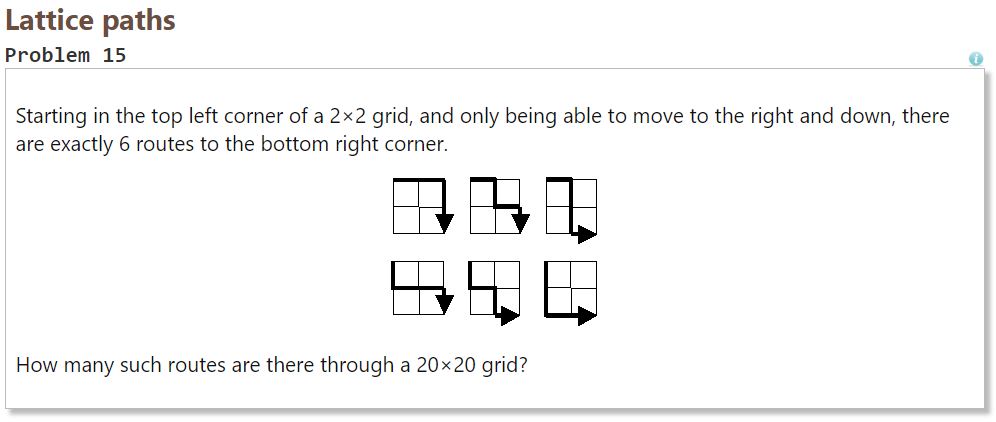 Lattice paths
Problem 15
i
Starting in the top left corner of a 2×2 grid, and only being able to move to the right and down, there
are exactly 6 routes to the bottom right corner.
How many such routes are there through a 20×20 grid?